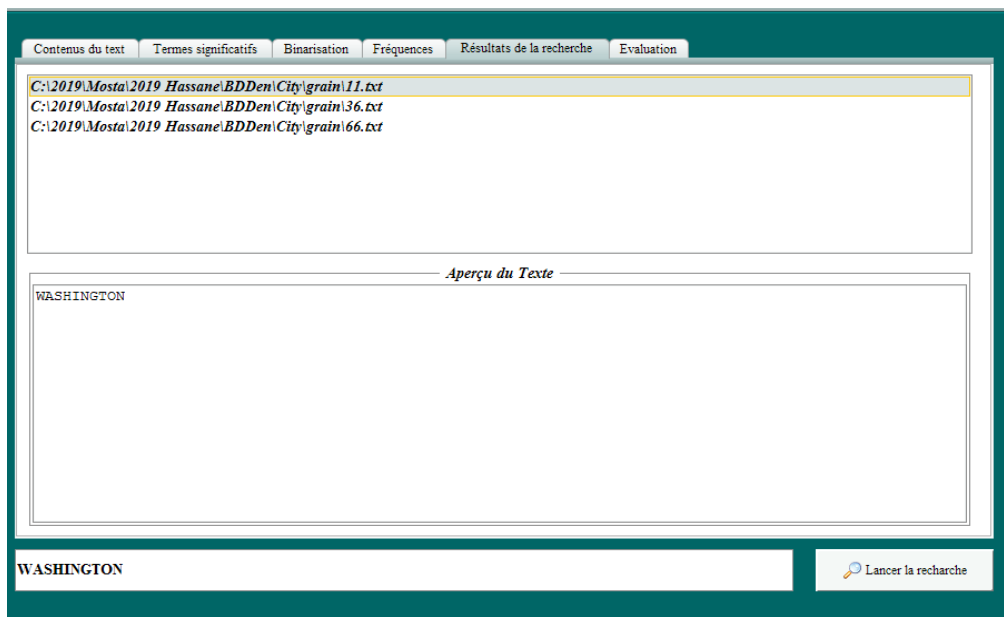 Contenus du text Termes significatifs Binarisation Fréquences Résultats de la recherche Evaluation
C:\2019\Mosta\2019 Hassane\BDDen\City\grain\11.txt
C:\2019\Mosta\2019 Hassane\BDDen\City\grain\36.txt
C:\2019\Mosta\2019 Hassane\BDDen\City\grain\66.txt
Aperçu du Texte
WASHINGTON
WASHINGTON Lancer la recharche